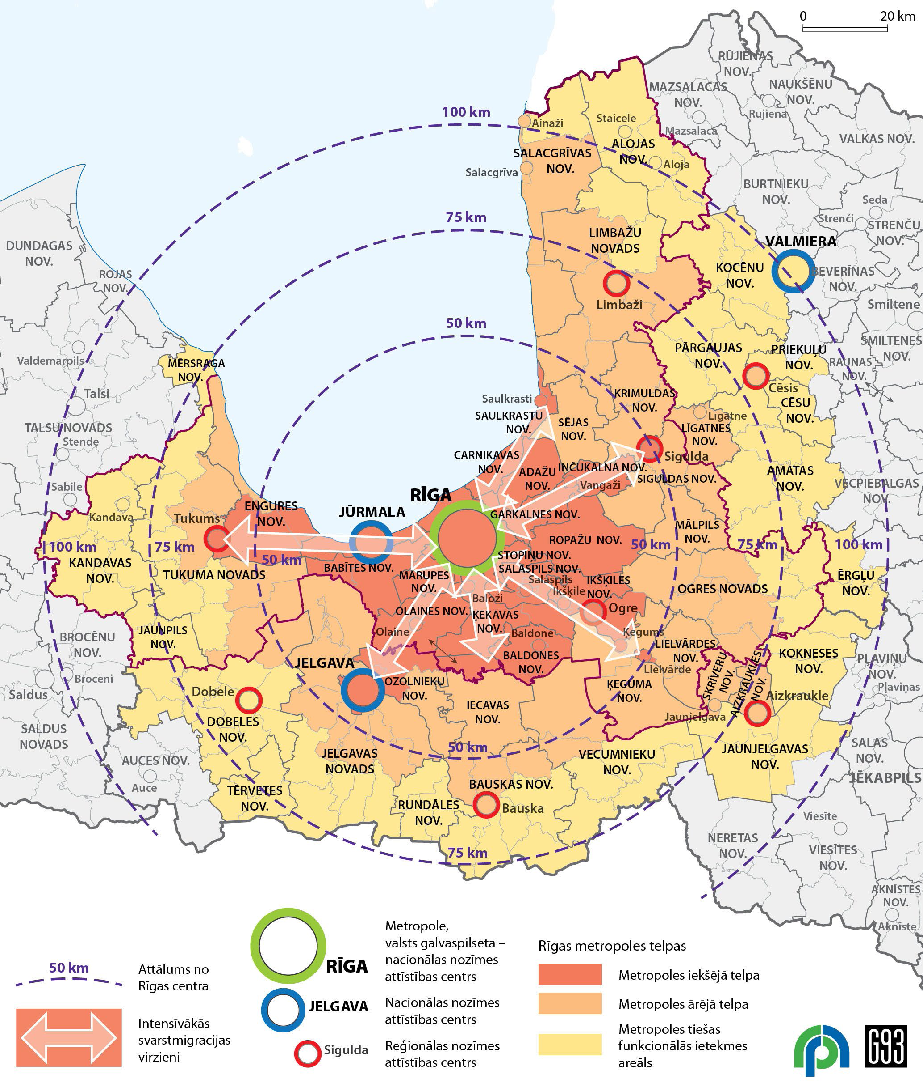 0 20 km
RŪJIENAS
NOV.
MAZSALACAS
NOV.
NAUKŠĒNU
NOV.
Rujiena
100 km
Ainaži
Staicele
Mazsalaca
VALKAS NOV.
SALACGRĪVAS
NOV.
ALOJAS
NOV.
Aloja
Salacgrīva
BURTNIEKU
NOV.
Seda
Strenči
STRENČU
NOV.
75 km
DUNDAGAS
NOV.
LIMBAŽU
NOVADS
VALMIERA
ROJAS
NOV.
KOCĒNU
NOV.
BEVERĪNAS
NOV.
Limbaži
Smiltene
50 km
SMILTENES
NOV.
Valdemarpils
MĒRSRAGA
NOV.
PĀRGAUJAS
NOV.
PRIEKUĻU
NOV.
RAUNAS
NOV.
Talsi
Cēsis
CĒSU
NOV.
Saulkrasti
KRIMULDAS
NOV.
SAULKRASTU
NOV.
SĒJAS
NOV.
Līgatne
LĪGATNES
NOV.
TALSU NOVADS
Stende
CARNIKAVAS
NOV.
Sigulda
ĀDAŽU
NOV.
INČUKALNA NOV.
SIGULDAS NOV.
AMATAS
NOV.
VECPIEBALGAS
NOV.
Sabile
Vangaži
RĪGA
ENGURES
NOV.
JŪRMALA
GARKALNES NOV.
Kandava
Tukums
MĀLPILS
NOV.
ROPAŽU NOV.
100 km
75 km
50 km
50 km
75 km
100 km
KANDAVAS
NOV.
TUKUMA NOVADS
BABĪTES NOV.
STOPIŅU NOV.
SALASPILS NOV.
MĀRUPES
NOV.
Salaspils
Ikšķile
IKŠĶILES
NOV.
OGRES NOVADS
ĒRGĻU
NOV.
Baloži
Ogre
OLAINES NOV.
ĶEKAVAS
NOV.
JAUNPILS
NOV.
Olaine
Baldone
Ķegums
BROCĒNU
NOV.
LIELVĀRDES
NOV.
BALDONES
NOV.
Lielvārde
SKRĪVERU
NOV.
AIZKRAUKLES
NOV.
KOKNESES
NOV.
PĻAVIŅU
NOV.
Pļaviņas
JELGAVA
Broceni
Saldus
Dobele
OZOLNIEKU
NOV.
ĶEGUMA
NOV.
Aizkraukle
IECAVAS
NOV.
Jaunjelgava
DOBELES
NOV.
SALDUS
NOVADS
50 km
SALAS
NOV.
AUCES NOV.
JELGAVAS
NOVADS
VECUMNIEKU
NOV.
JAUNJELGAVAS
NOV.
JĒKABPILS
Auce
TĒRVETES
NOV.
BAUSKAS NOV.
RUNDĀLES
NOV.
Bauska
Viesīte
NERETAS
NOV.
VIESĪTES
NOV.
75 km
AKNĪSTES
NOV.
Akniste
50 km
Attālums no
Rīgas centra
Intensīvākās
svārstmigrācijas
virzieni
RĪGA
Metropole,
valsts galvaspilsēta –
nacionālas nozīmes
attīstības centrs
JELGAVA
Nacionālas nozīmes
attīstības centrs
Sigulda
Reģionālas nozīmes
attīstības centrs
Rīgas metropoles telpas
Metropoles iekšējā telpa
Metropoles ārējā telpa
Metropoles tiešas
funkcionālās ietekmes
areāls
G93